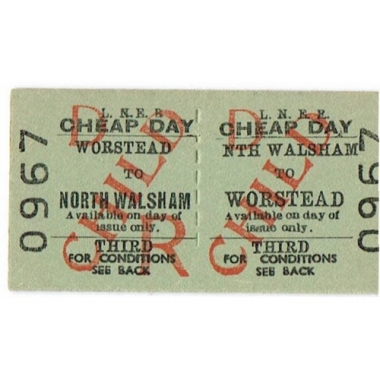 L. N. E. R.
CHEAP DAY
WORSTEAD
TO
NORTH WALSHAM
Available on day of
issue only.
THIRD
FOR CONDITIONS
SEE BACK
D
CHILD
R
0967
L. N. E. R.
CHEAP DAY
NTH WALSHAM
TO
WORSTEAD
Available on day of
issue only.
THIRD
FOR CONDITIONS
SEE BACK
D
CHILD
0967